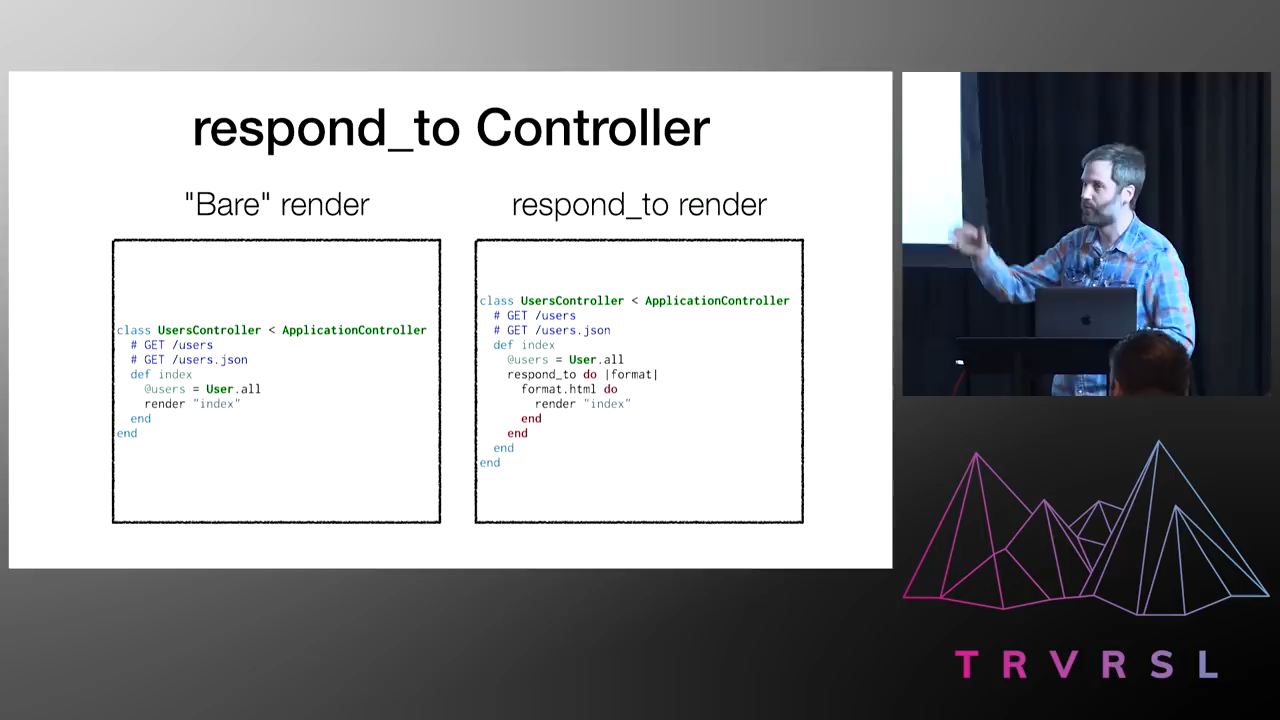 respond_to Controller
"Bare" render
class UsersController < ApplicationController
  # GET /users
  # GET /users.json
  def index
    @users = User.all
    render "index"
  end
end
respond_to render
class UsersController < ApplicationController
  # GET /users
  # GET /users.json
  def index
    @users = User.all
    respond_to do |format|
      format.html do
        render "index"
      end
    end
  end
end
TRVRSL